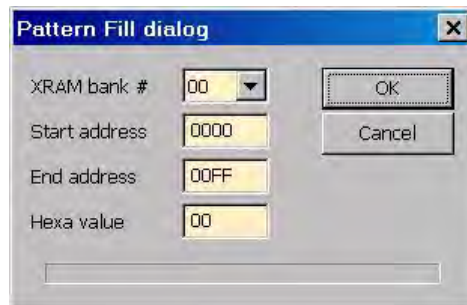 Pattern Fill dialog
XRAM bank # 00 OK
Start address 0000 Cancel
End address 00FF
Hexa value 00